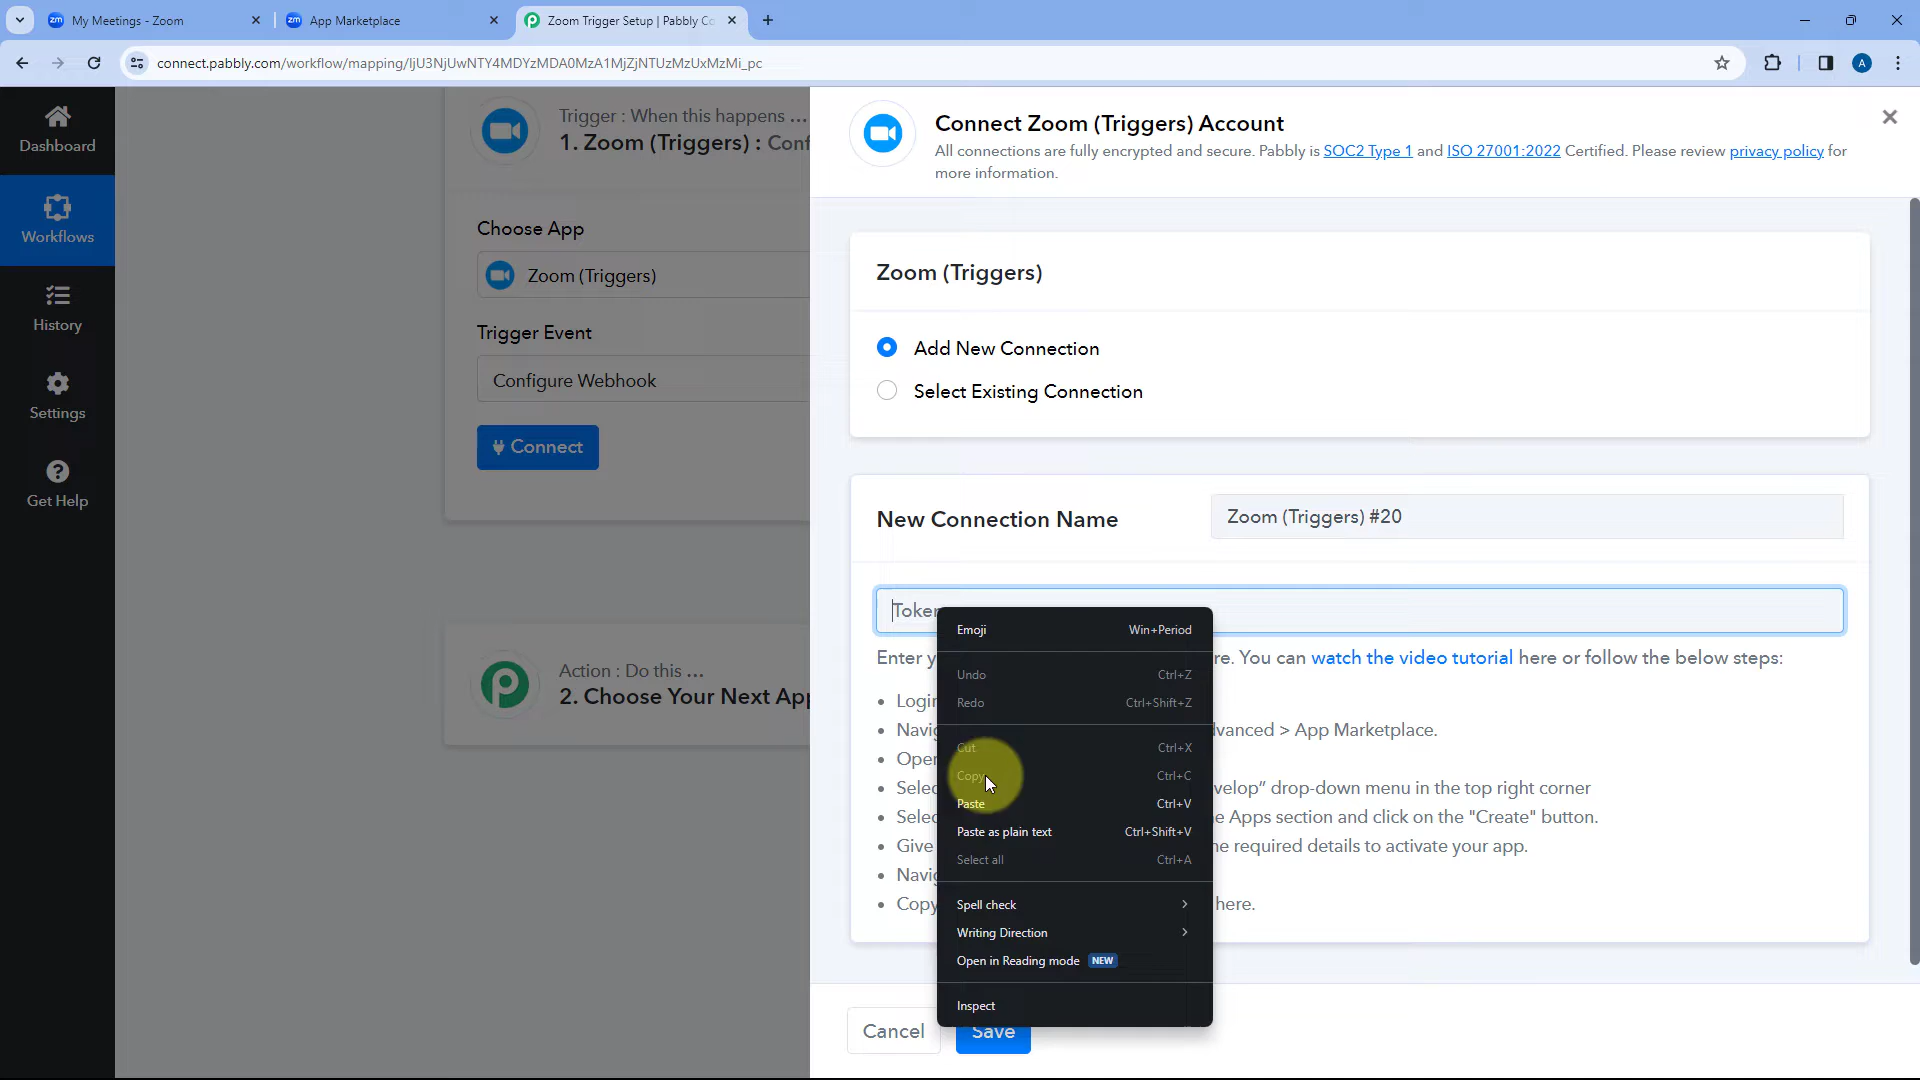 My Meetings - Zoom
App Marketplace
Zoom Trigger Setup | Pabbly Co
connect.pabbly.com/workflow/mapping/IjU3NjUwNTY4MDYzMDA0MzA1MjZjNTUzMzUxMzMi_pc
A
Dashboard
Workflows
History
Settings
Get Help
Trigger : When this happens ...
1. Zoom (Triggers) : Conf
Choose App
Zoom (Triggers)
Trigger Event
Configure Webhook
Connect
Action : Do this ...
2. Choose Your Next App
Connect Zoom (Triggers) Account
All connections are fully encrypted and secure. Pabbly is SOC2 Type 1 and ISO 27001:2022 Certified. Please review privacy policy for
more information.
Zoom (Triggers)
Add New Connection
Select Existing Connection
New Connection Name
Zoom (Triggers) #20
Token
Enter y re. You can watch the video tutorial here or follow the below steps:
Login
Navig dvanced > App Marketplace.
Open
Selec velop” drop-down menu in the top right corner
Selec e Apps section and click on the "Create" button.
Give ne required details to activate your app.
Navig
Copy here.
Emoji Win+Period
Undo Ctrl+Z
Redo Ctrl+Shift+Z
Cut Ctrl+X
Copy Ctrl+C
Paste Ctrl+V
Paste as plain text Ctrl+Shift+V
Select all Ctrl+A
Spell check
Writing Direction
Open in Reading mode NEW
Inspect
Cancel
Save